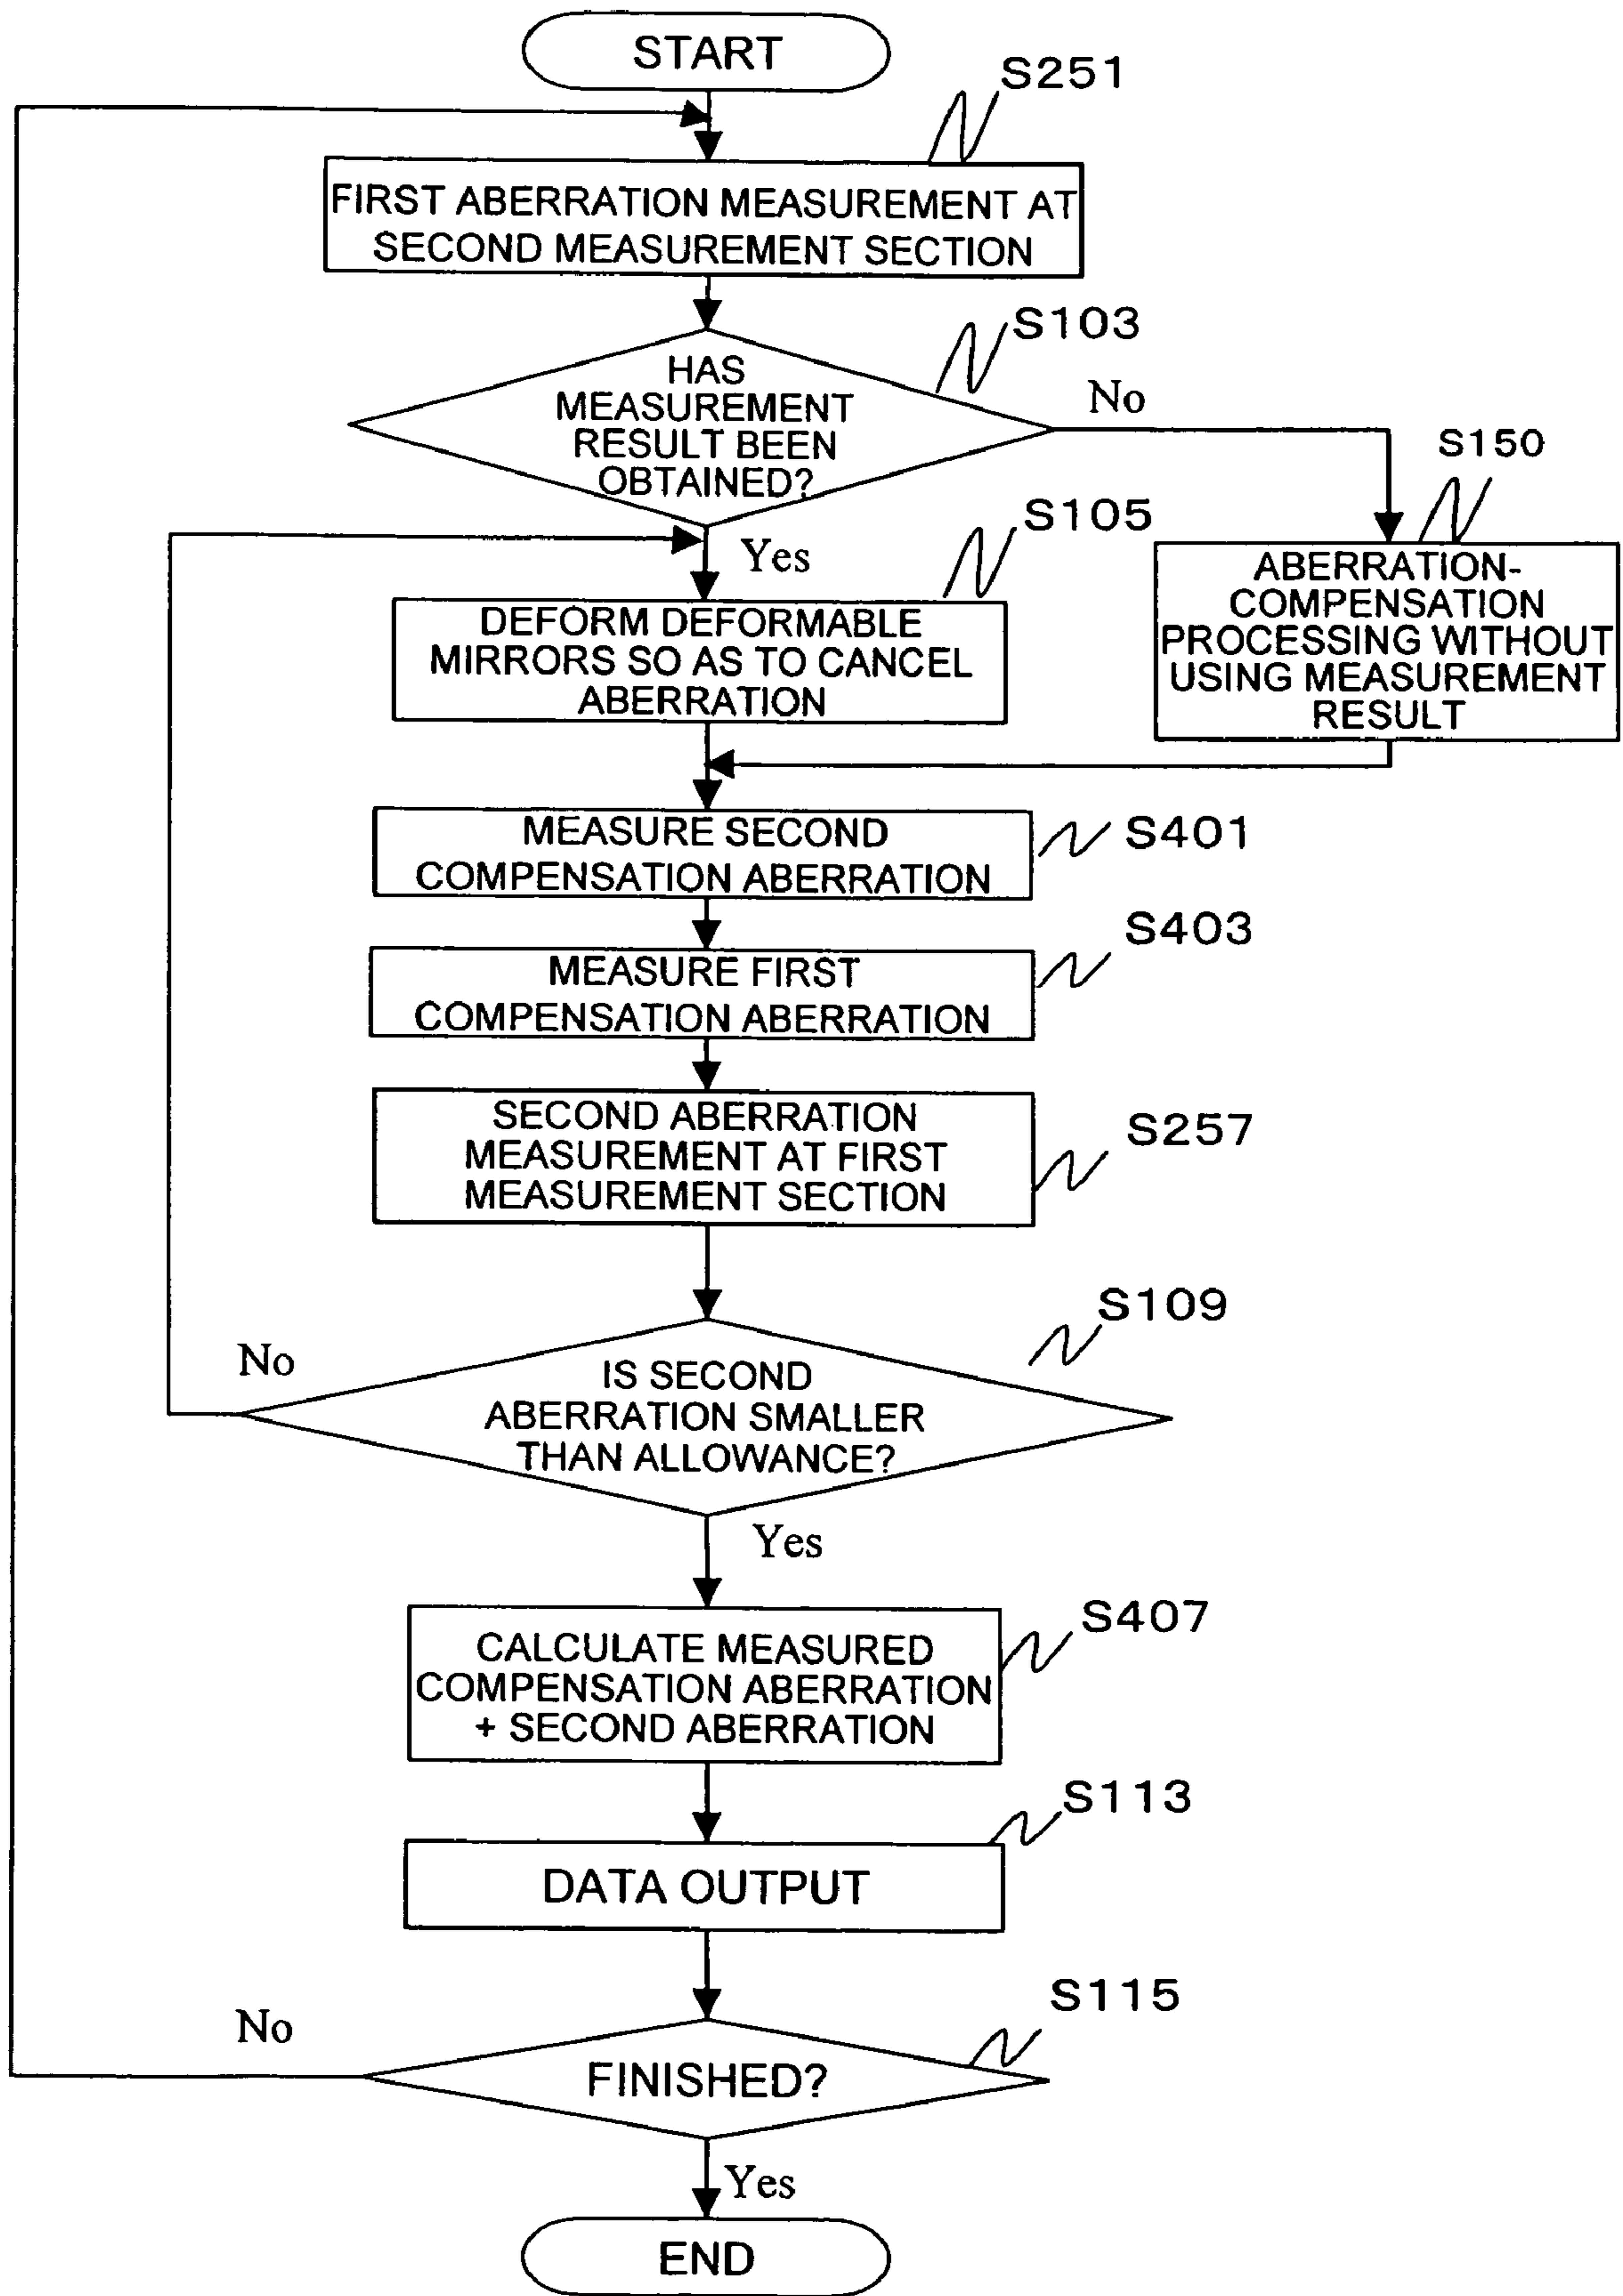 START
S251
FIRST ABERRATION MEASUREMENT AT
SECOND MEASUREMENT SECTION
S103
HAS
MEASUREMENT
RESULT BEEN
OBTAINED?
No
S150
Yes
S105
ABERRATION-
COMPENSATION
PROCESSING WITHOUT
USING MEASUREMENT
RESULT
DEFORM DEFORMABLE
MIRRORS SO AS TO CANCEL
ABERRATION
MEASURE SECOND
COMPENSATION ABERRATION
S401
MEASURE FIRST
COMPENSATION ABERRATION
S403
SECOND ABERRATION
MEASUREMENT AT FIRST
MEASUREMENT SECTION
S257
S109
No
IS SECOND
ABERRATION SMALLER
THAN ALLOWANCE?
Yes
S407
CALCULATE MEASURED
COMPENSATION ABERRATION
+ SECOND ABERRATION
S113
DATA OUTPUT
S115
No
FINISHED?
Yes
END